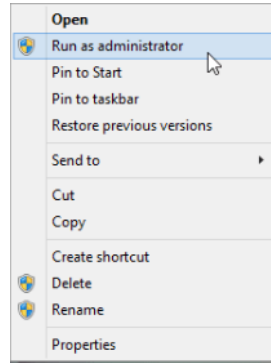 Open
Run as administrator
Pin to Start
Pin to taskbar
Restore previous versions
Send to
Cut
Copy
Create shortcut
Delete
Rename
Properties